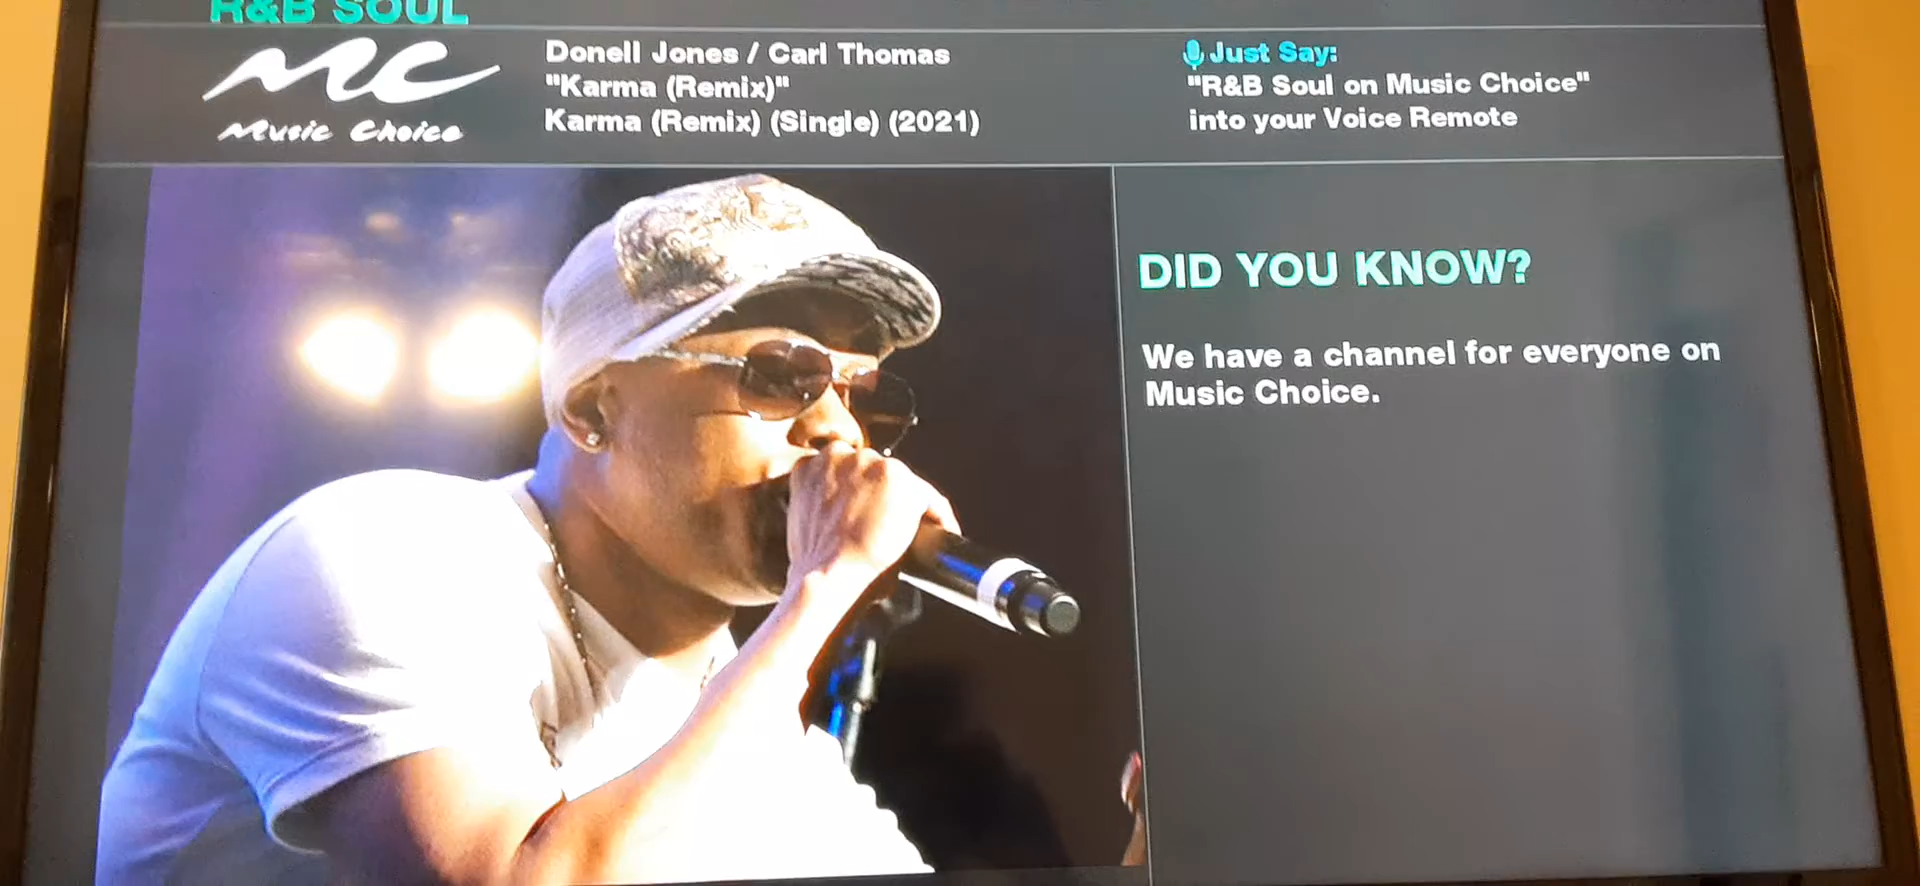 R&B SOUL
MC
Music Choice
Donell Jones / Carl Thomas
"Karma (Remix)"
Karma (Remix) (Single) (2021)
Just Say:
"R&B Soul on Music Choice"
into your Voice Remote
DID YOU KNOW?
We have a channel for everyone on
Music Choice.